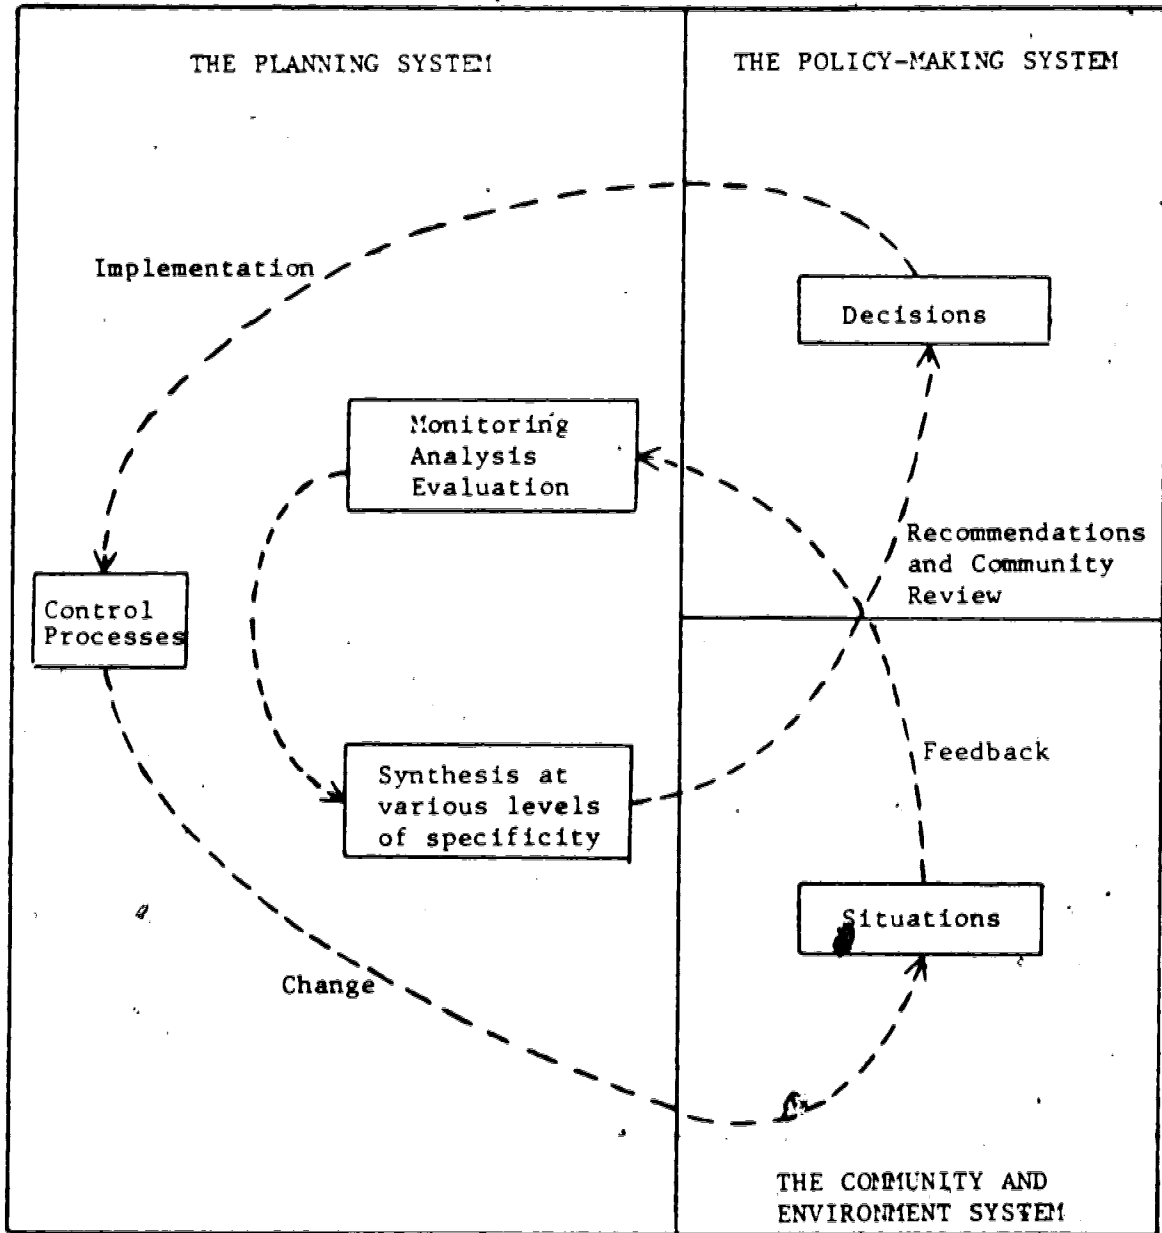 THE PLANNING SYSTEM
THE POLICY-MAKING SYSTEM
Implementation
Decisions
Monitoring
Analysis
Evaluation
Recommendations
and Community
Review
Control
Processes
Feedback
Synthesis at
various levels
of specificity
Situations
Change
THE COMMUNITY AND
ENVIRONMENT SYSTEM